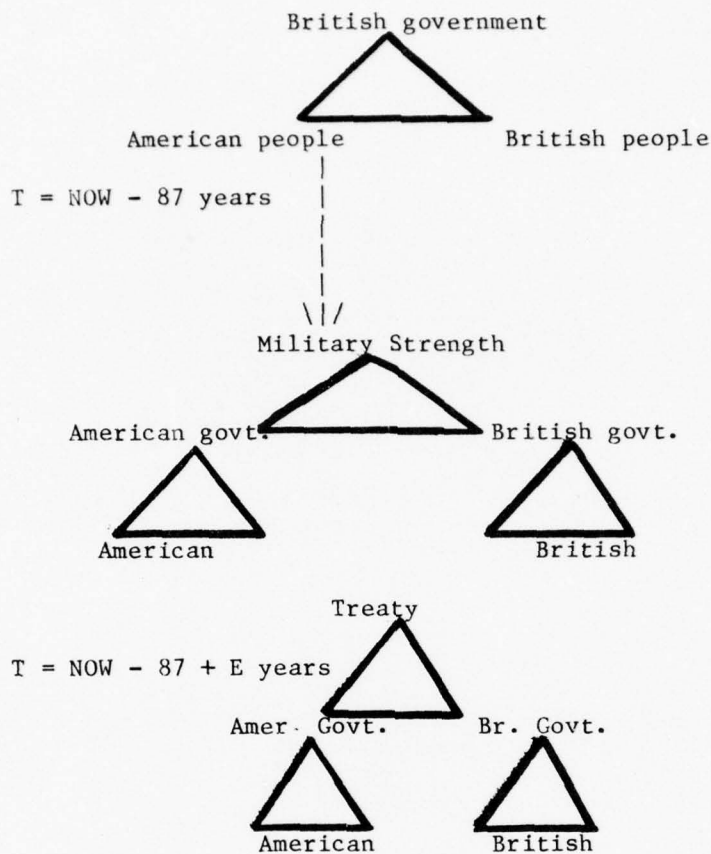 British government
American people British people
T = NOW - 87 years
Military Strength
American govt. British govt.
American British
Treaty
T = NOW - 87 + E years
Amer. Govt. Br. Govt.
American British